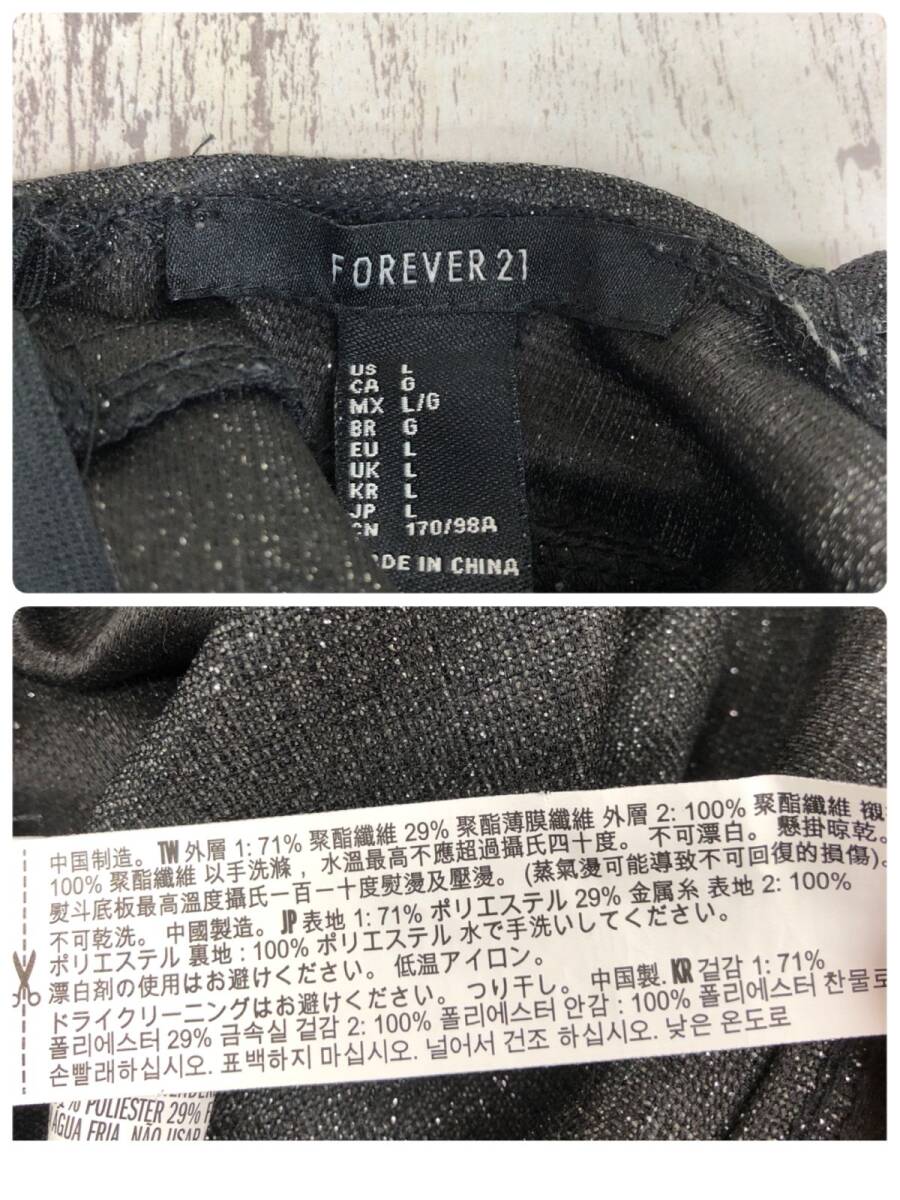 FOREVER 21
US L
CA G
MX L/G
BR G
EU L
UK L
KR L
JP L
CN 170/98A
MADE IN CHINA
中国制造。 TW 外層 1: 71% 聚酯纖維 29% 聚酯薄膜纖維 外層 2: 100% 聚酯纖維 襯
100% 聚酯纖維 以手洗滌 , 水溫最高不應超過攝氏四十度。 不可漂白。 懸掛晾乾。
熨斗底板最高溫度攝氏一百一十度熨燙及壓燙。 (蒸氣燙可能導致不可回復的損傷)。
不可乾洗。 中國製造。 JP 表地 1: 71% ポリエステル 29% 金属糸 表地 2: 100%
ポリエステル 裏地 : 100% ポリエステル 水で手洗いしてください。
漂白剤の使用はお避けください。 低温アイロン。
ドライクリーニングはお避けください。 つり干し。 中国製. KR 겉감 1: 71%
폴리에스터 29% 금속실 겉감 2: 100% 폴리에스터 안감 : 100% 폴리에스터 찬물로
손빨래하십시오. 표백하지 마십시오. 널어서 건조 하십시오. 낮은 온도로
POLIESTER 29%
ÁGUA FRIA. NÃO USAR